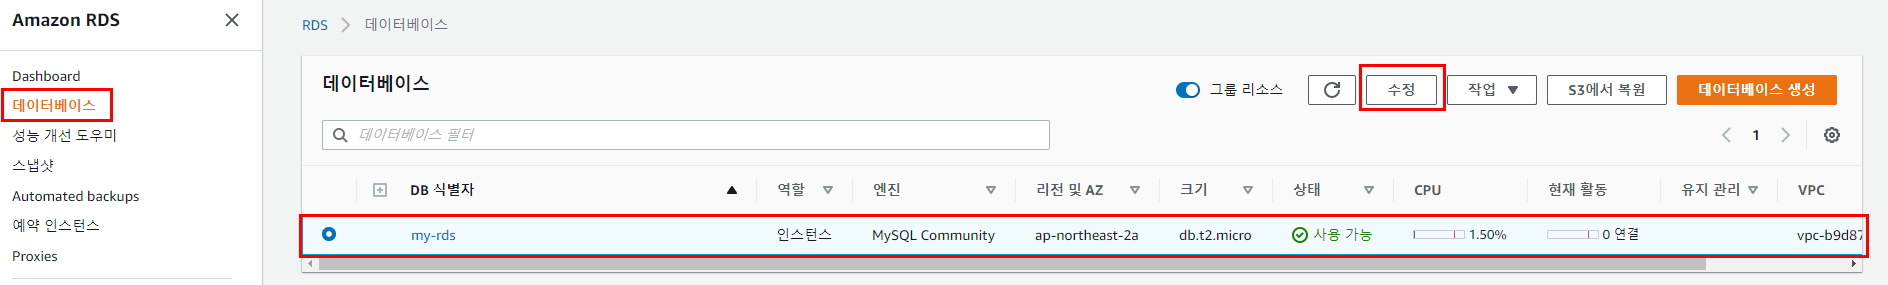 Amazon RDS
Dashboard
데이터베이스
성능 개선 도우미
스냅샷
Automated backups
예약 인스턴스
Proxies
RDS 데이터베이스
데이터베이스
그룹 리소스 수정 작업 S3에서 복원 데이터베이스 생성
데이터베이스 필터
1
DB 식별자 역할 엔진 리전 및 AZ 크기 상태 CPU 현재 활동 유지 관리 VPC
my-rds 인스턴스 MySQL Community ap-northeast-2a db.t2.micro 사용 가능 1.50% 0 연결 vpc-b9d87